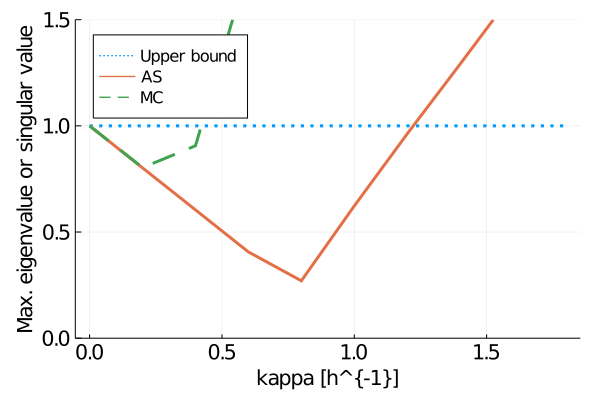 1.5
1.0
0.5
0.0
Max. eigenvalue or singular value
Upper bound
AS
MC
0.0 0.5 1.0 1.5
kappa [h^{-1}]